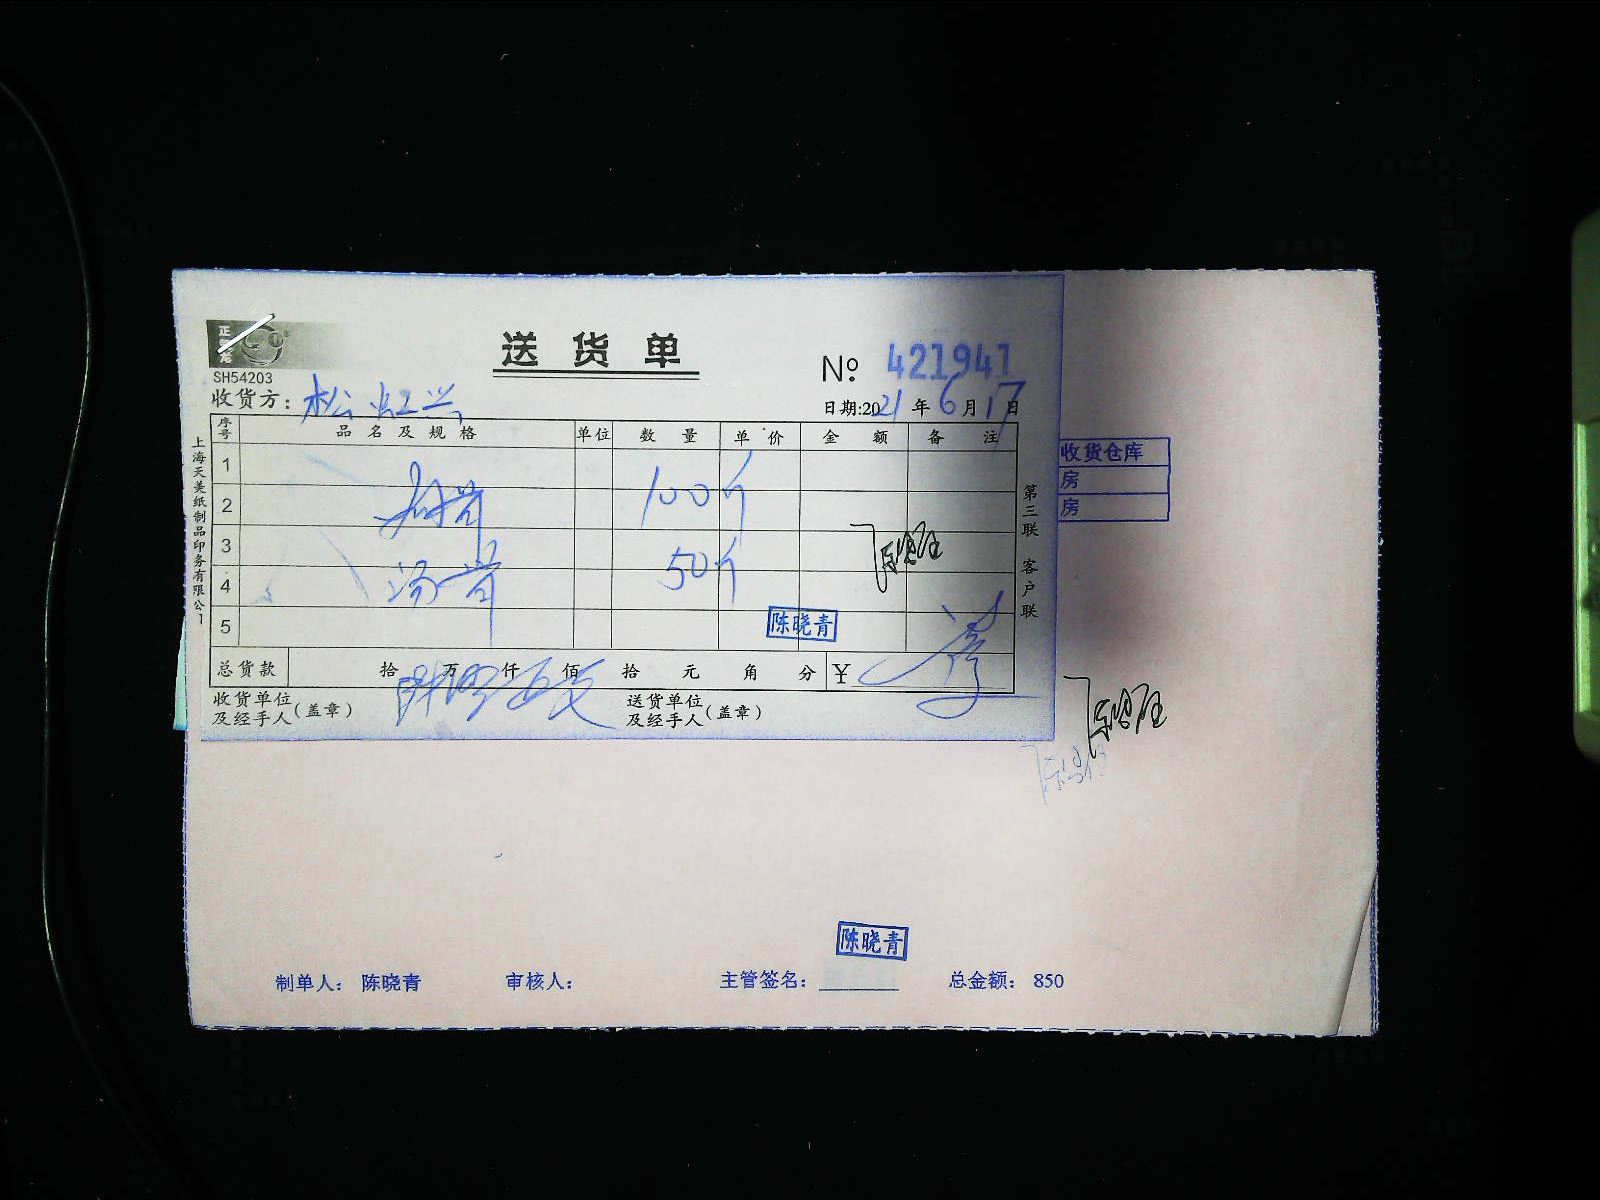 正
SH54203
送货单
№ 421941
收货方：松江
日期:2021年6月17日
序号 品名及规格 单位 数量 单价 金额 备注
1
2 100斤
3
4 50斤
5
陈晓青
总货款 拾 万 仟 佰 拾 元 角 分 ¥
收货单位及经手人(盖章) 送货单位及经手人(盖章)
上海天美纸制品印务有限公司
第三联 客户联
收货仓库
房
房
陈晓青
制单人： 陈晓青 审核人： 主管签名： 总金额： 850